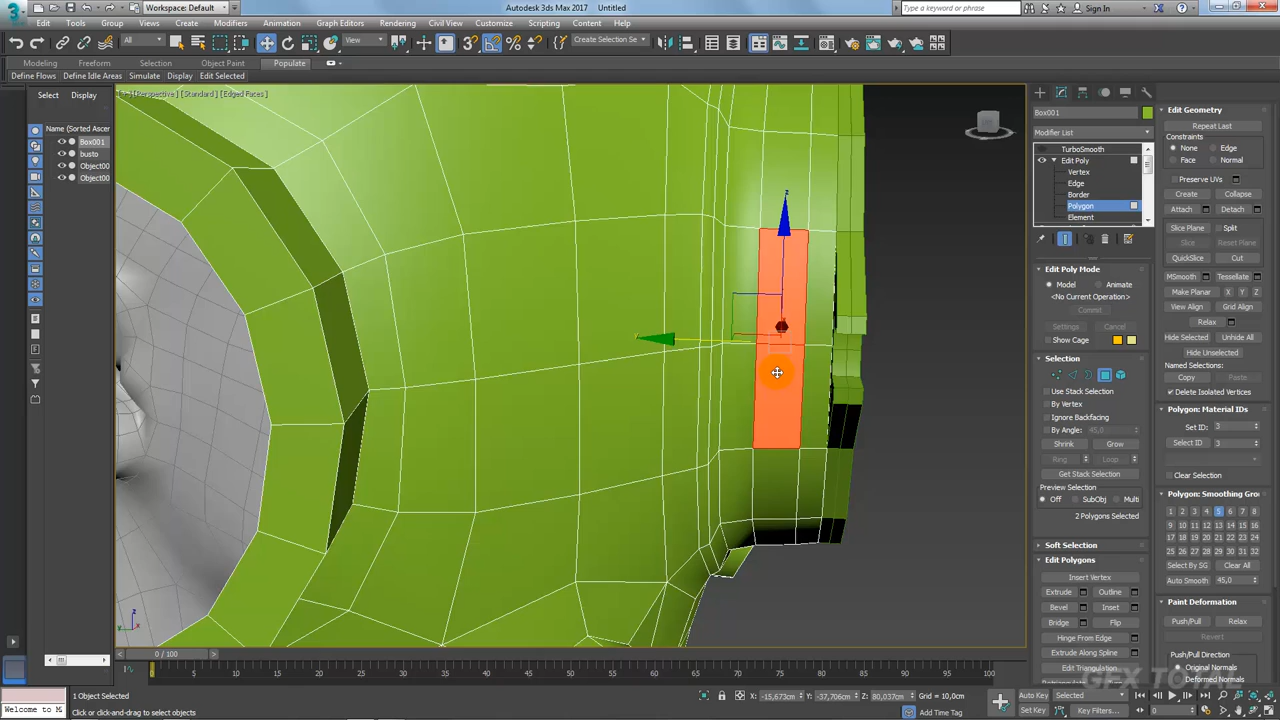 Workspace: Default
Autodesk 3ds Max 2017    Untitled
Type a keyword or phrase
Sign In
Edit Tools Group Views Create Modifiers Animation Graph Editors Rendering Civil View Customize Scripting Content Help
All
View
Create Selection Se
Modeling Freeform Selection Object Paint Populate
Define Flows Define Idle Areas Simulate Display Edit Selected
Select Display
[Perspective ] [Standard ] [Edged Faces ]
Name (Sorted Ascer
Box001
busto
Object00
Object00
z
y
z
y
x
Box001
Modifier List
TurboSmooth
Edit Poly
Vertex
Edge
Border
Polygon
Element
Edit Poly Mode
Model Animate
<No Current Operation>
Commit
Settings Cancel
Show Cage
Selection
Use Stack Selection
By Vertex
Ignore Backfacing
By Angle: 45,0
Shrink Grow
Ring Loop
Get Stack Selection
Preview Selection
Off SubObj Multi
2 Polygons Selected
Soft Selection
Edit Polygons
Insert Vertex
Extrude Outline
Bevel Inset
Bridge Flip
Hinge From Edge
Extrude Along Spline
Edit Triangulation
Edit Geometry
Repeat Last
Constraints
None Edge
Face Normal
Preserve UVs
Create Collapse
Attach Detach
Slice Plane Split
Slice Reset Plane
QuickSlice Cut
MSmooth Tessellate
Make Planar X Y Z
View Align Grid Align
Relax
Hide Selected Unhide All
Hide Unselected
Named Selections:
Copy Paste
Delete Isolated Vertices
Polygon: Material IDs
Set ID: 3
Select ID 3
Clear Selection
Polygon: Smoothing Gro
1 2 3 4 5 6 7 8
9 10 11 12 13 14 15 16
17 18 19 20 21 22 23 24
25 26 27 28 29 30 31 32
Select By SG Clear All
Auto Smooth 45,0
Paint Deformation
Push/Pull Relax
Revert
Push/Pull Direction
Original Normals
Deformed Normals
GFX TOTAL
0 / 100
0 5 10 15 20 25 30 35 40 45 50 55 60 65 70 75 80 85 90 95 100
1 Object Selected
X: -15,673cm Y: -37,706cm Z: 80,037cm Grid = 10,0cm
Auto Key Selected
Welcome to M
Click or click-and-drag to select objects
Add Time Tag
Set Key Key Filters...
0